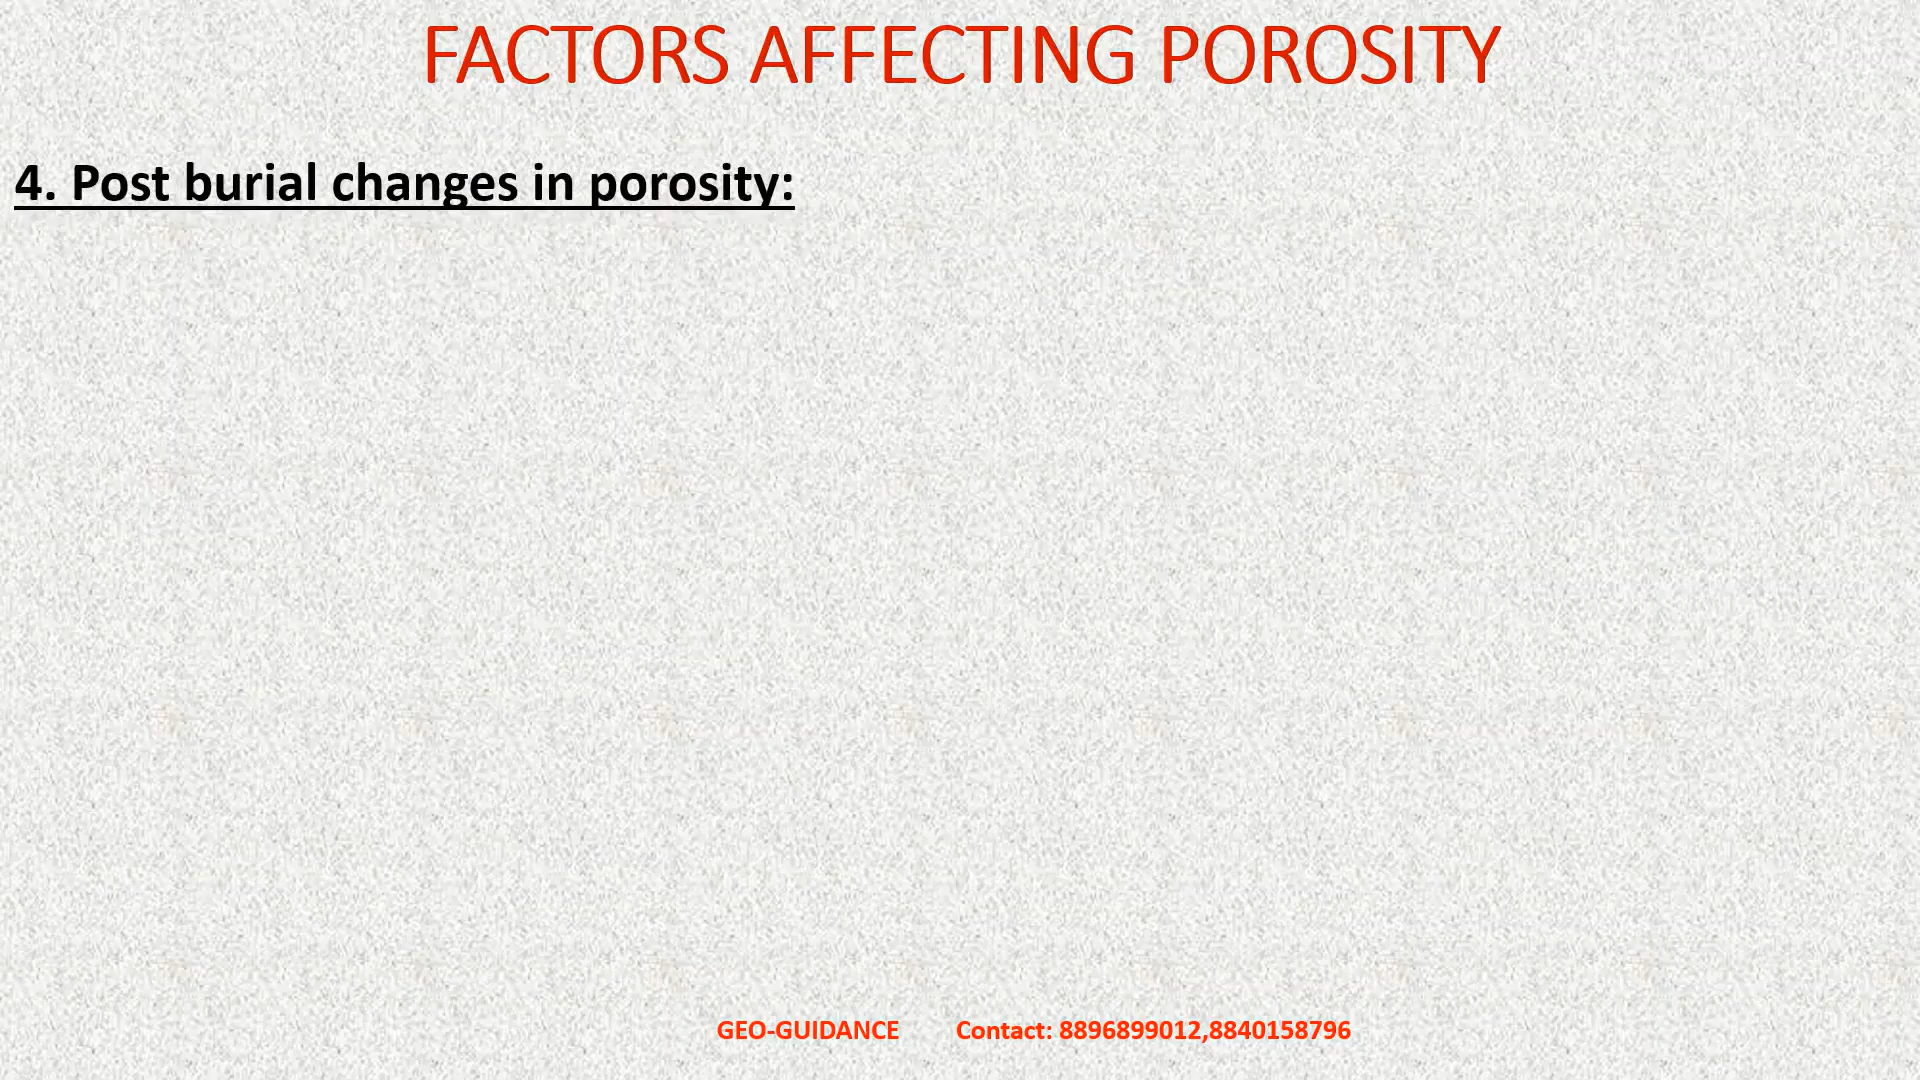 FACTORS AFFECTING POROSITY
4. Post burial changes in porosity:
GEO-GUIDANCE Contact: 8896899012,8840158796